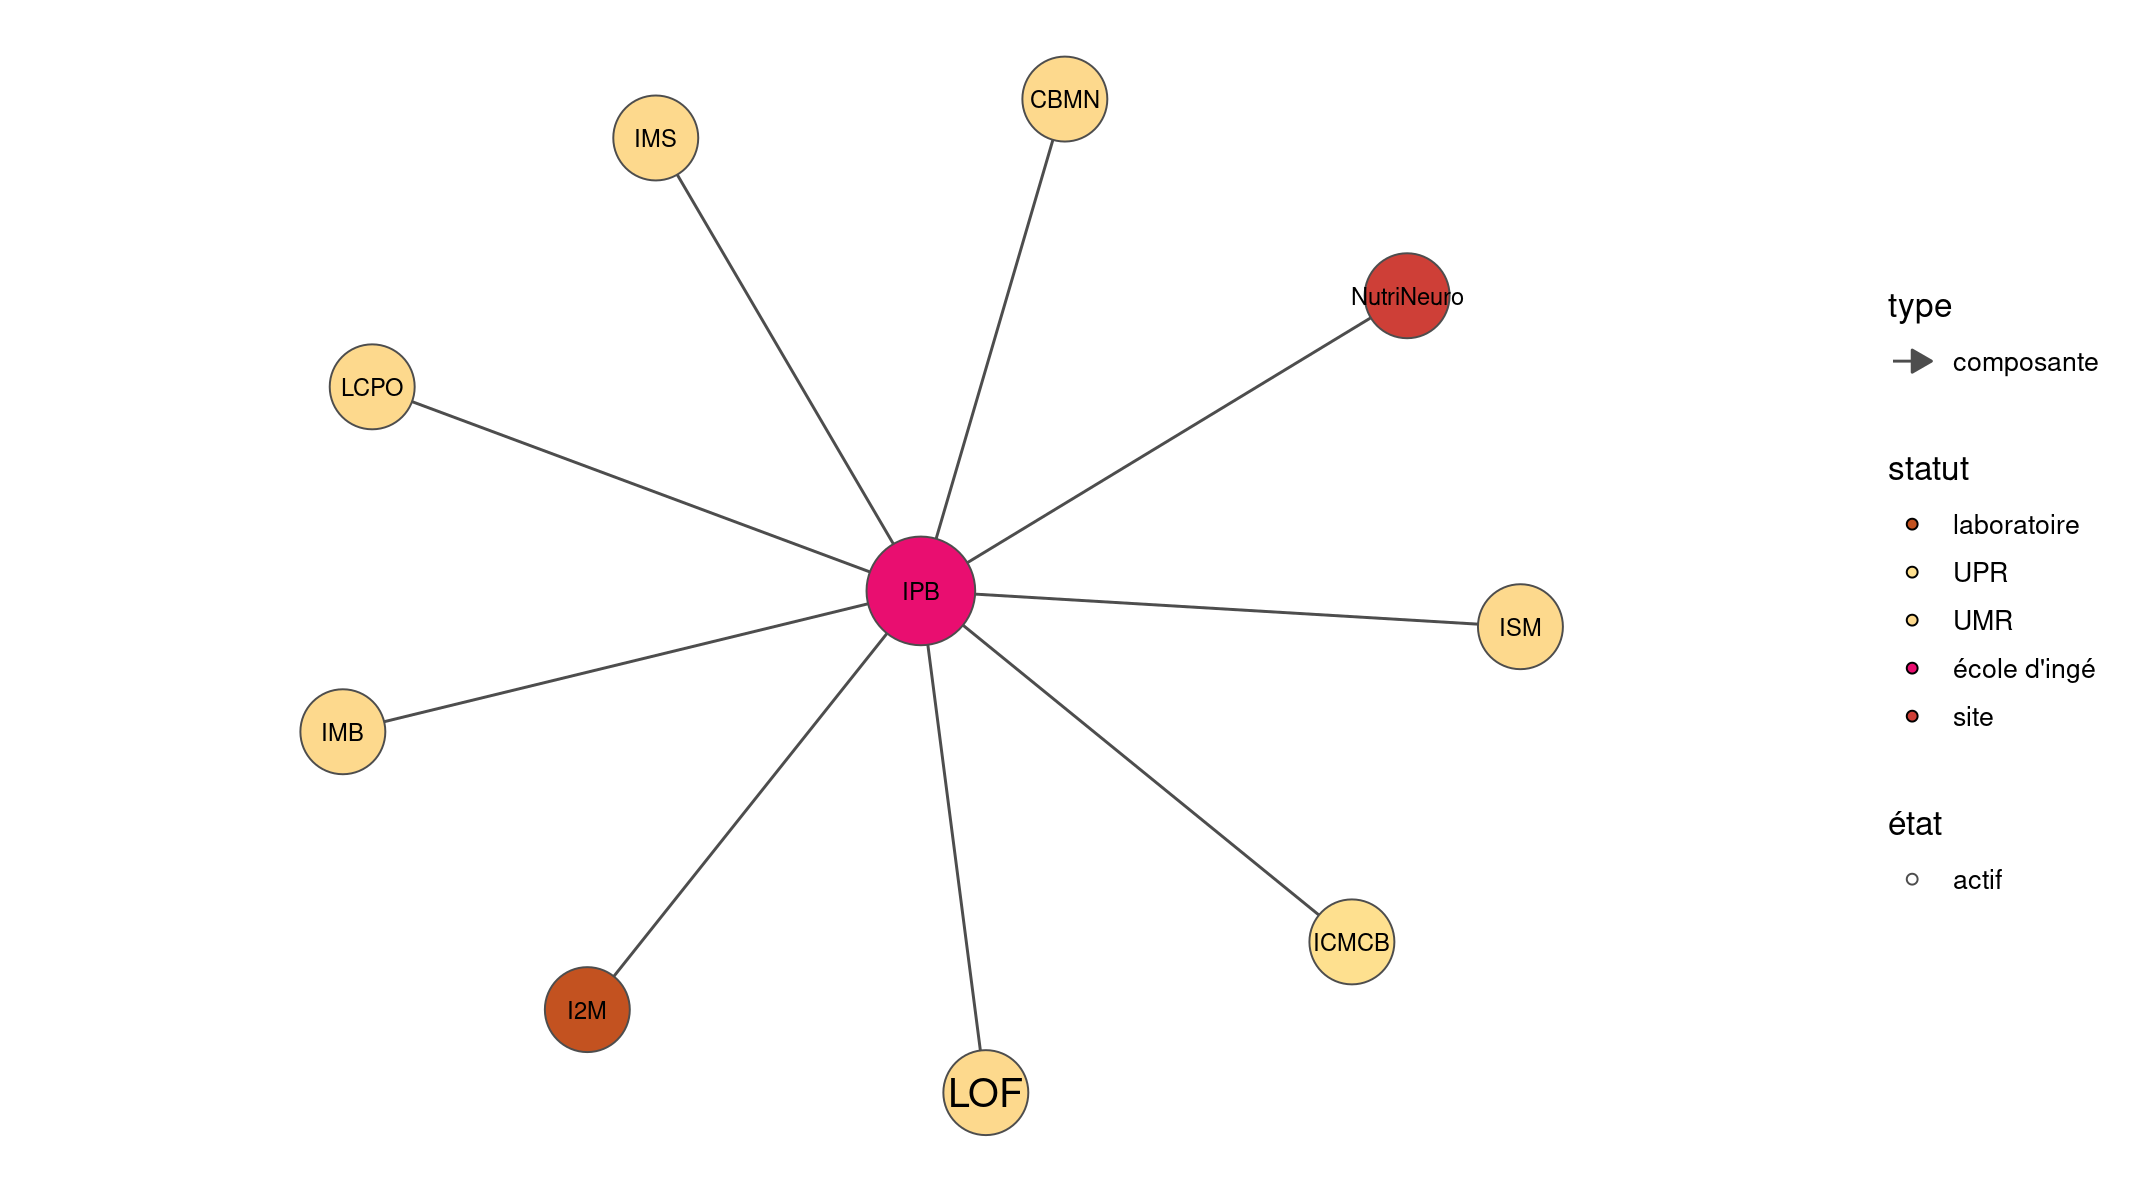 CBMN
IMS
NutriNeuro
LCPO
IPB
ISM
IMB
ICMCB
I2M
LOF
type
composante
statut
laboratoire
UPR
UMR
école d'ingé
site
état
actif